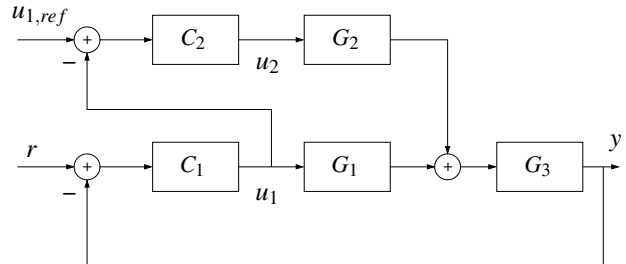 u1,ref
+
−
C2
u2
G2
r
+
−
C1
u1
G1
+
G3
y